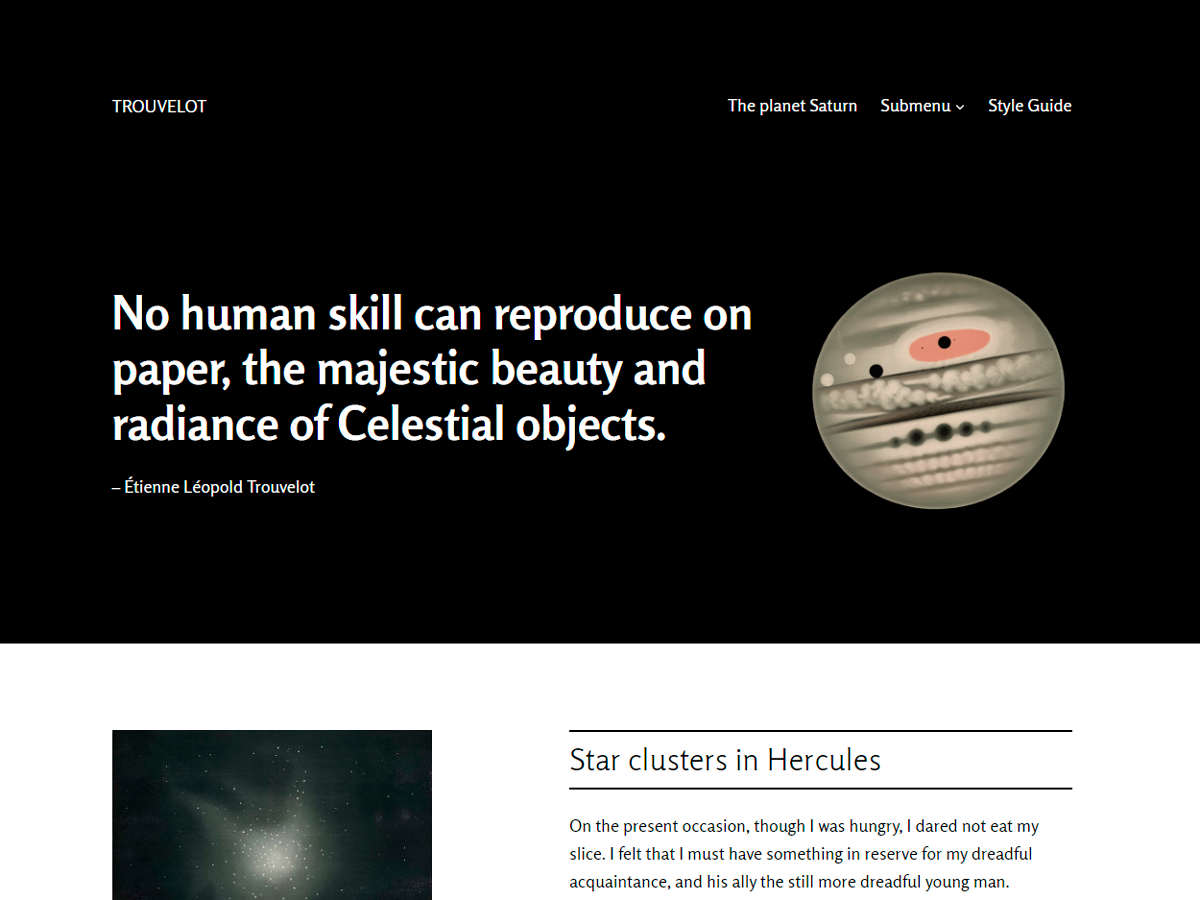 TROUVELOT
The planet Saturn
Submenu
Style Guide
No human skill can reproduce on
paper, the majestic beauty and
radiance of Celestial objects.
– Étienne Léopold Trouvelot
Star clusters in Hercules
On the present occasion, though I was hungry, I dared not eat my
slice. I felt that I must have something in reserve for my dreadful
acquaintance, and his ally the still more dreadful young man.